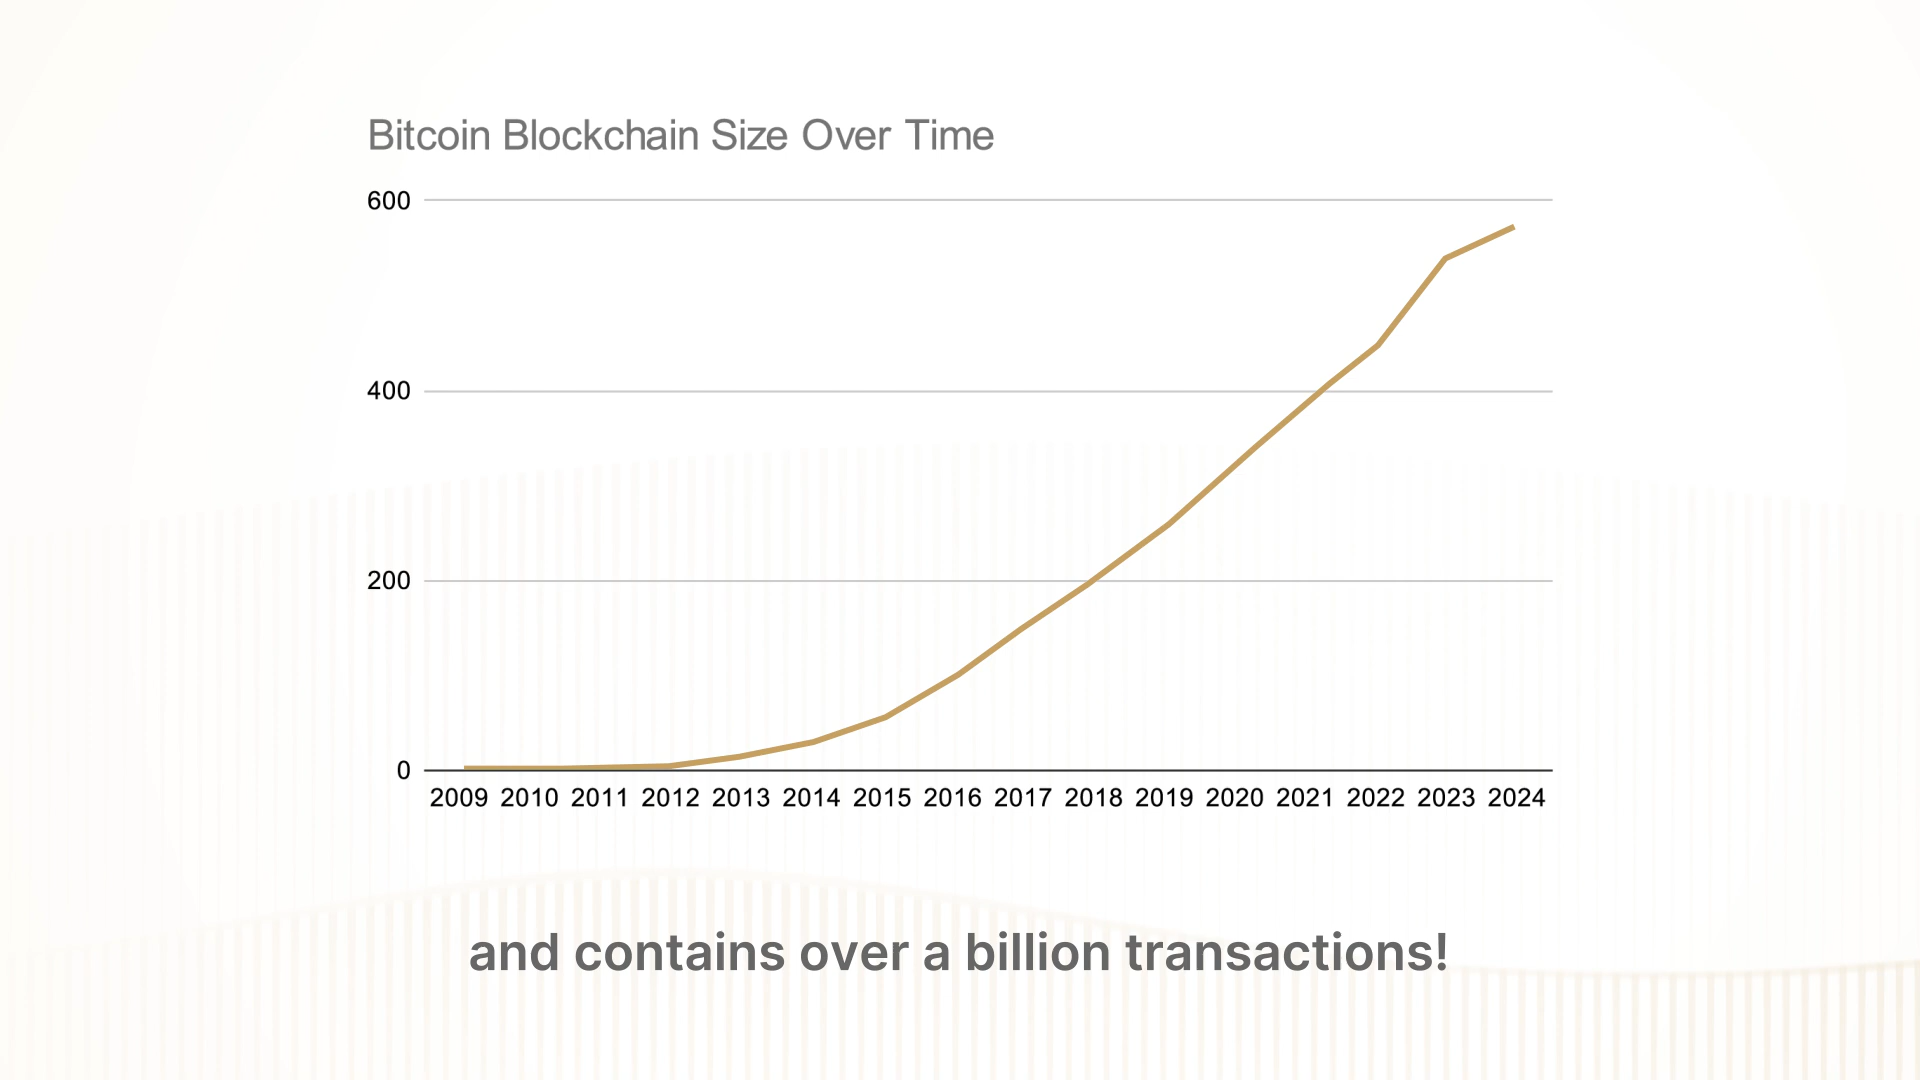 Bitcoin Blockchain Size Over Time
600
400
200
0
2009 2010 2011 2012 2013 2014 2015 2016 2017 2018 2019 2020 2021 2022 2023 2024
and contains over a billion transactions!